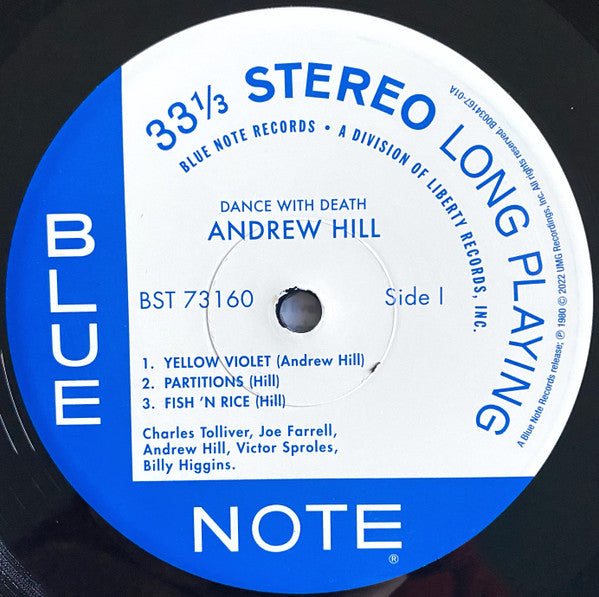 33⅓ STEREO LONG PLAYING
BLUE NOTE RECORDS • A DIVISION OF LIBERTY RECORDS, INC.
A Blue Note Records release; ℗ 1980 © 2022 UMG Recordings, Inc. All rights reserved. B0034167-01A
DANCE WITH DEATH
ANDREW HILL
BST 73160
Side I
1. YELLOW VIOLET (Andrew Hill)
2. PARTITIONS (Hill)
3. FISH 'N RICE (Hill)
Charles Tolliver, Joe Farrell,
Andrew Hill, Victor Sproles,
Billy Higgins.
BLUE
NOTE®